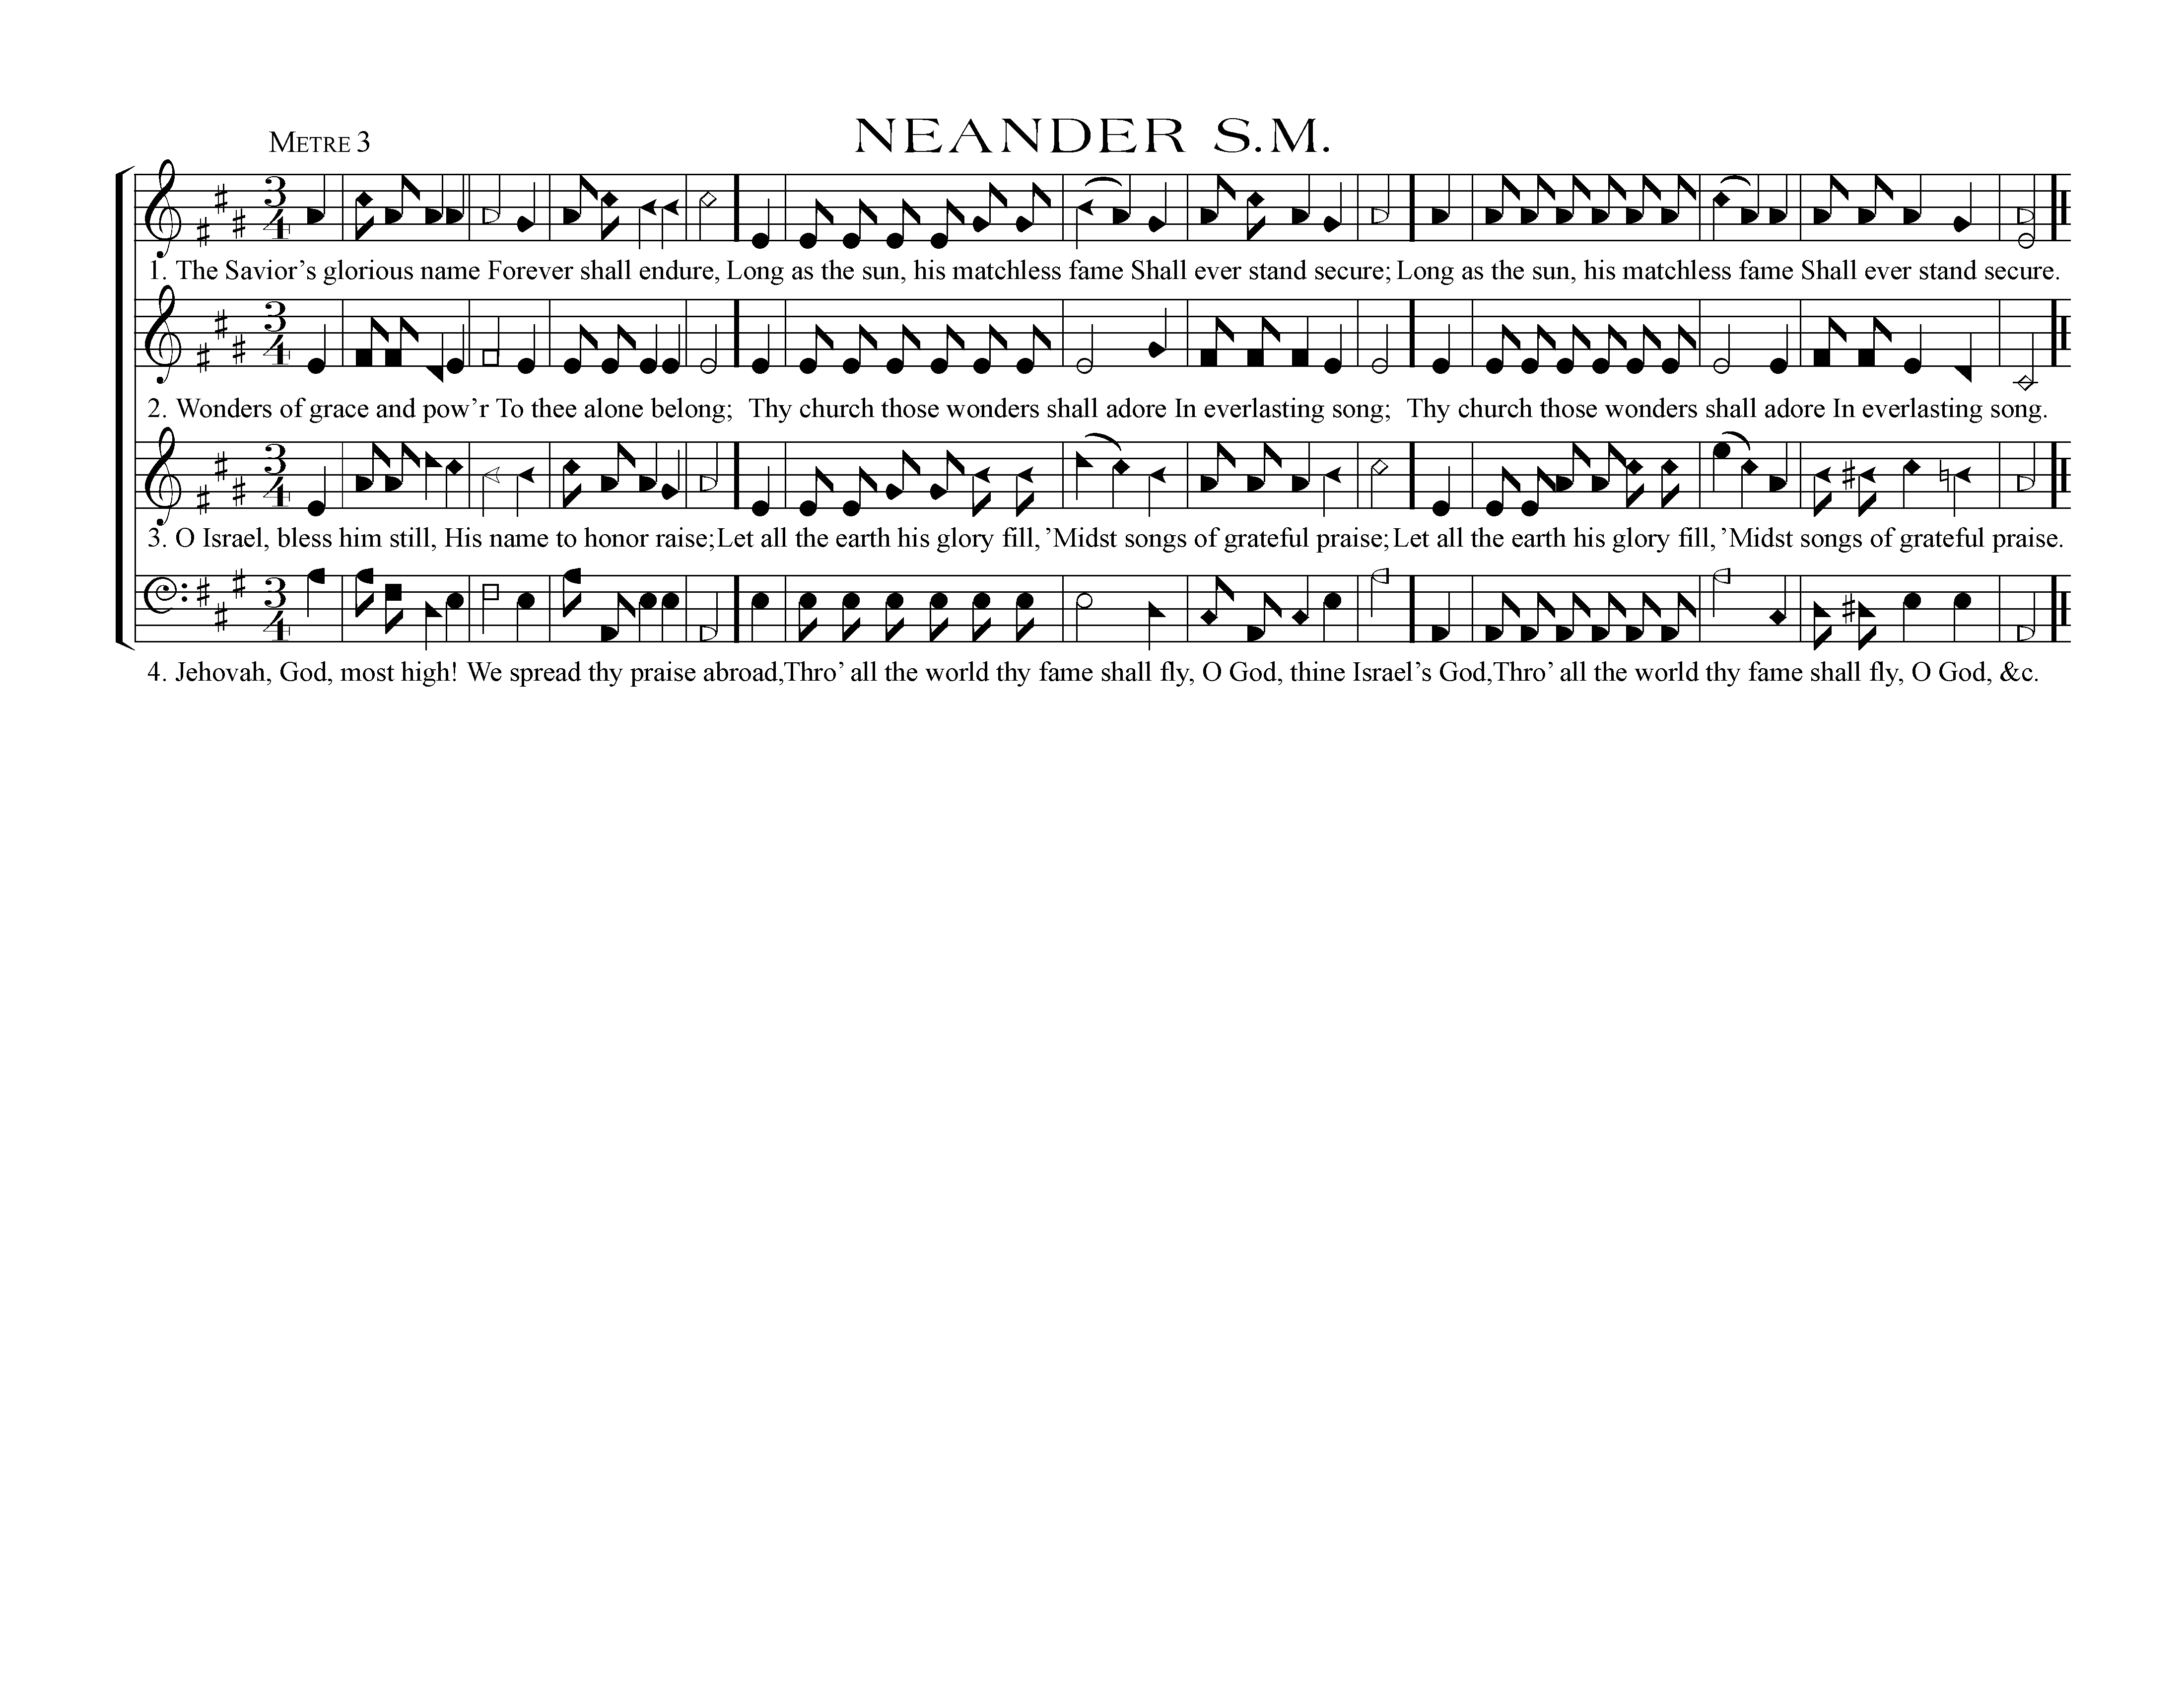 NEANDER S.M.
METRE 3
3
4
1. The Savior’s glorious name Forever shall endure, Long as the sun, his matchless fame Shall ever stand secure; Long as the sun, his matchless fame Shall ever stand secure.
3
4
2. Wonders of grace and pow’r To thee alone belong; Thy church those wonders shall adore In everlasting song; Thy church those wonders shall adore In everlasting song.
3
4
3. O Israel, bless him still, His name to honor raise; Let all the earth his glory fill, ’Midst songs of grateful praise; Let all the earth his glory fill, ’Midst songs of grateful praise.
3
4
4. Jehovah, God, most high! We spread thy praise abroad, Thro’ all the world thy fame shall fly, O God, thine Israel’s God, Thro’ all the world thy fame shall fly, O God, &c.